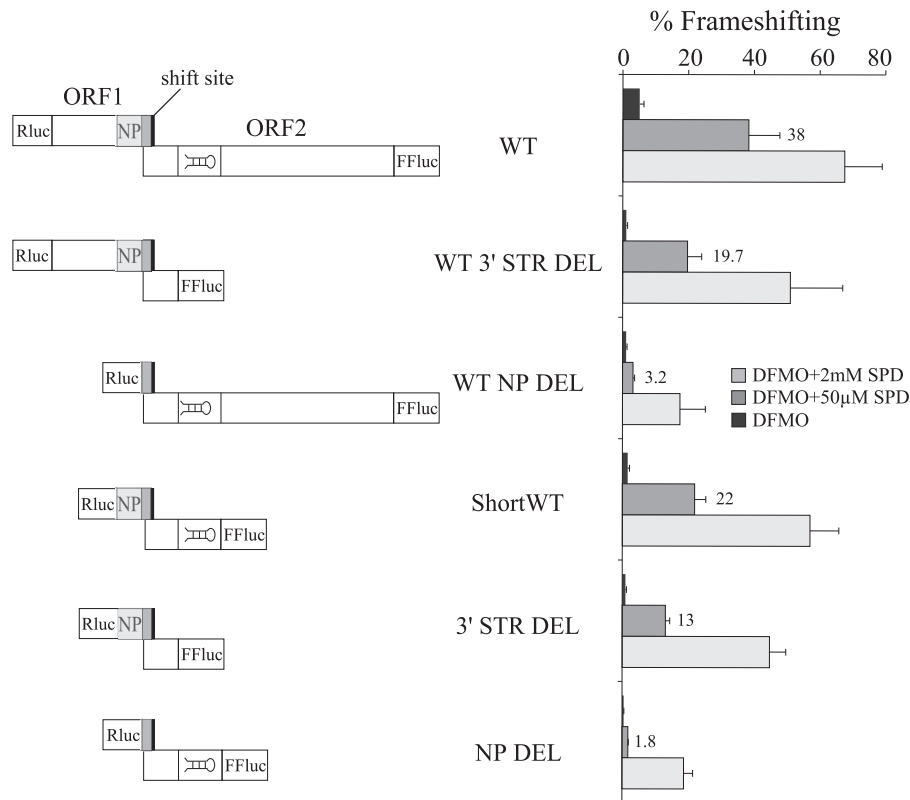 % Frameshifting
0 20 40 60 80
shift site
ORF1
Rluc NP
ORF2
FFluc
WT
38
Rluc NP
FFluc
WT 3' STR DEL
19.7
Rluc
FFluc
WT NP DEL
3.2
DFMO+2mM SPD
DFMO+50µM SPD
DFMO
Rluc NP
FFluc
ShortWT
22
Rluc NP
FFluc
3' STR DEL
13
Rluc
FFluc
NP DEL
1.8